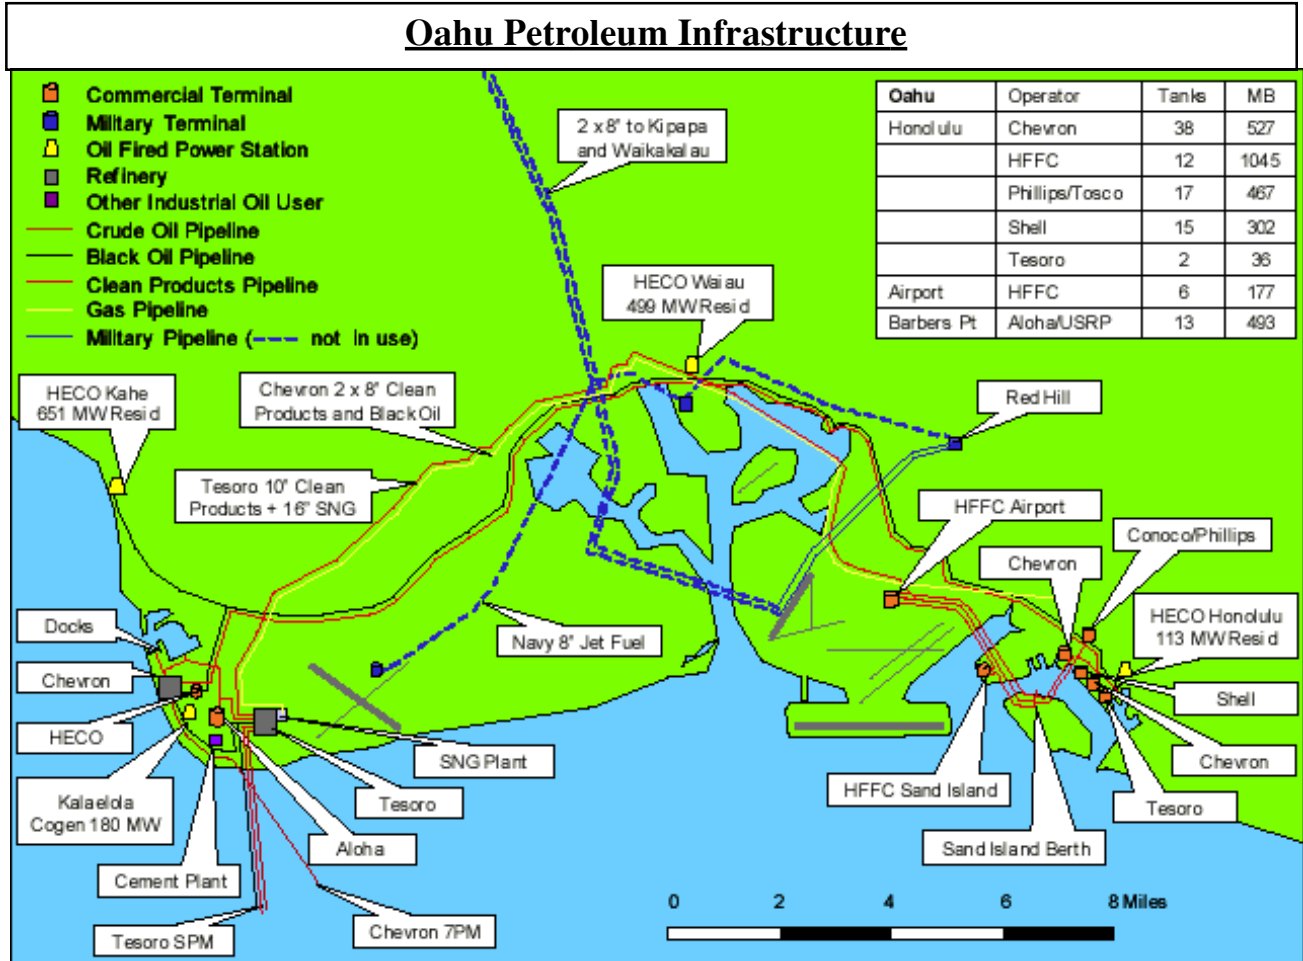 Oahu Petroleum Infrastructure
Commercial Terminal
Military Terminal
Oil Fired Power Station
Refinery
Other Industrial Oil User
Crude Oil Pipeline
Black Oil Pipeline
Clean Products Pipeline
Gas Pipeline
Military Pipeline (---- not in use)
2 x 8" to Kipapa
and Waikakalau
Oahu Operator Tanks MB
Honolulu Chevron 38 527
HFFC 12 1045
Phillips/Tosco 17 467
Shell 15 302
Tesoro 2 36
Airport HFFC 6 177
Barbers Pt Aloha/USRP 13 493
HECO Waiau
499 MW Resid
HECO Kahe
651 MW Resid
Chevron 2 x 8" Clean
Products and Black Oil
Red Hill
Tesoro 10" Clean
Products + 16" SNG
HFFC Airport
Conoco/Phillips
Chevron
HECO Honolulu
113 MW Resid
Docks
Navy 8" Jet Fuel
Chevron
Shell
HECO
SNG Plant
Chevron
Kalaelola
Cogen 180 MW
Tesoro
HFFC Sand Island
Tesoro
Aloha
Sand Island Berth
Cement Plant
0 2 4 6 8 Miles
Tesoro SPM
Chevron 7PM